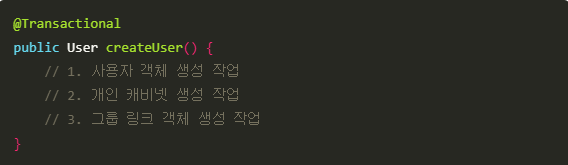 @Transactional
public User createUser() {
    // 1. 사용자 객체 생성 작업
    // 2. 개인 캐비넷 생성 작업
    // 3. 그룹 링크 객체 생성 작업
}